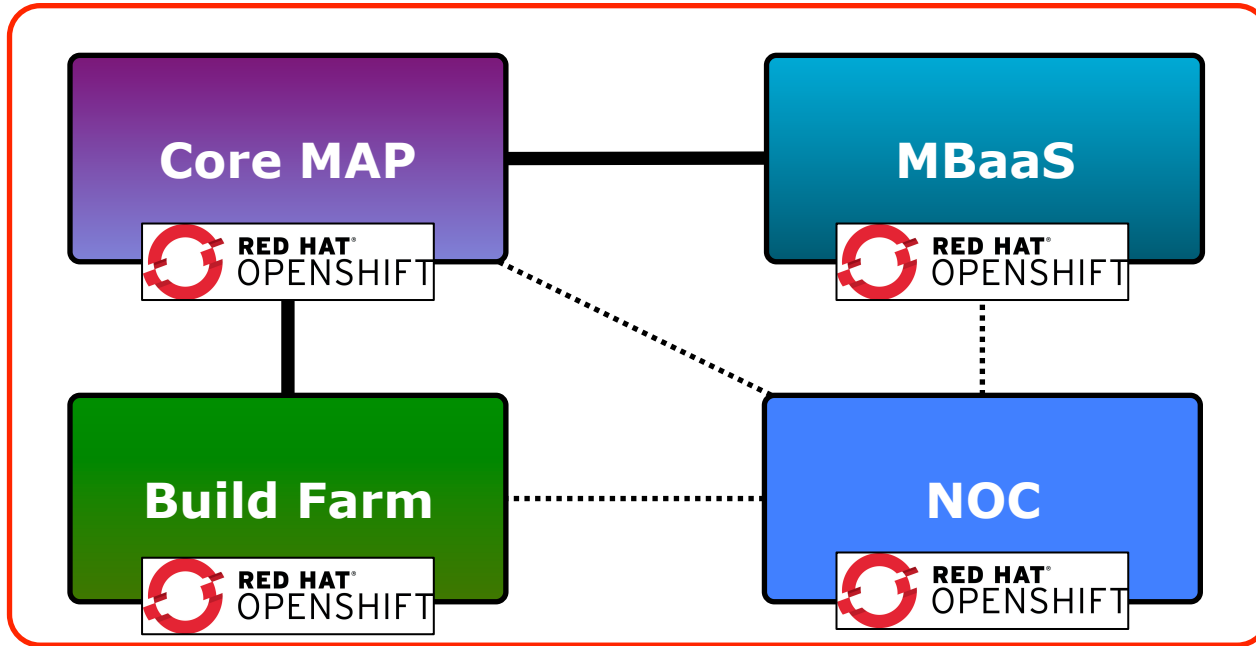 Core MAP
RED HAT®
OPENSHIFT
MBaaS
RED HAT®
OPENSHIFT
Build Farm
RED HAT®
OPENSHIFT
NOC
RED HAT®
OPENSHIFT